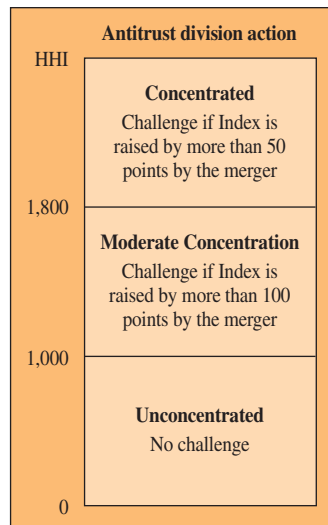 Antitrust division action
HHI
Concentrated
Challenge if Index is
raised by more than 50
points by the merger
1,800
Moderate Concentration
Challenge if Index is
raised by more than 100
points by the merger
1,000
Unconcentrated
No challenge
0